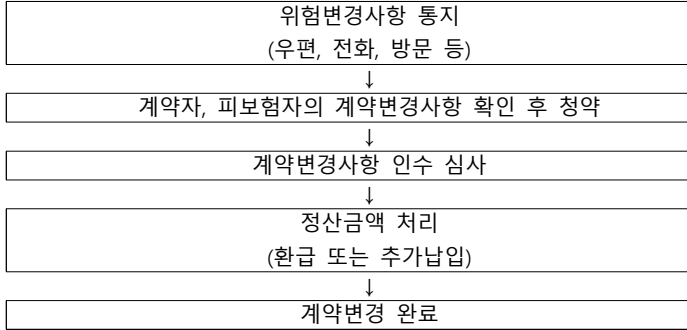 위험변경사항 통지
(우편, 전화, 방문 등)
↓
계약자, 피보험자의 계약변경사항 확인 후 청약
↓
계약변경사항 인수 심사
↓
정산금액 처리
(환급 또는 추가납입)
↓
계약변경 완료